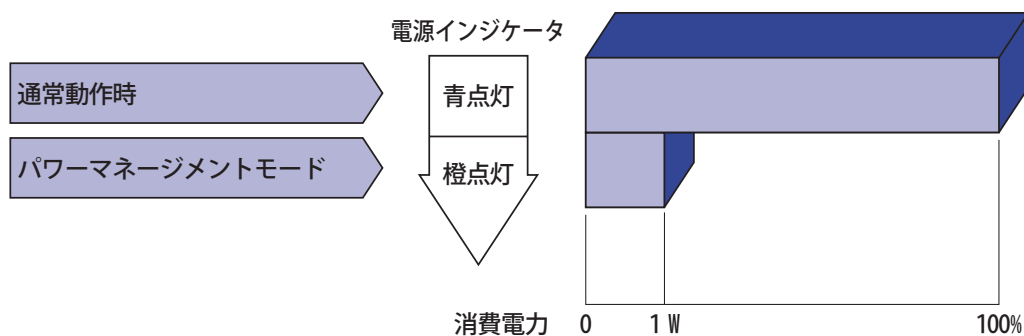 電源インジケータ
通常動作時
青点灯
パワーマネージメントモード
橙点灯
消費電力 0 1 W 100%